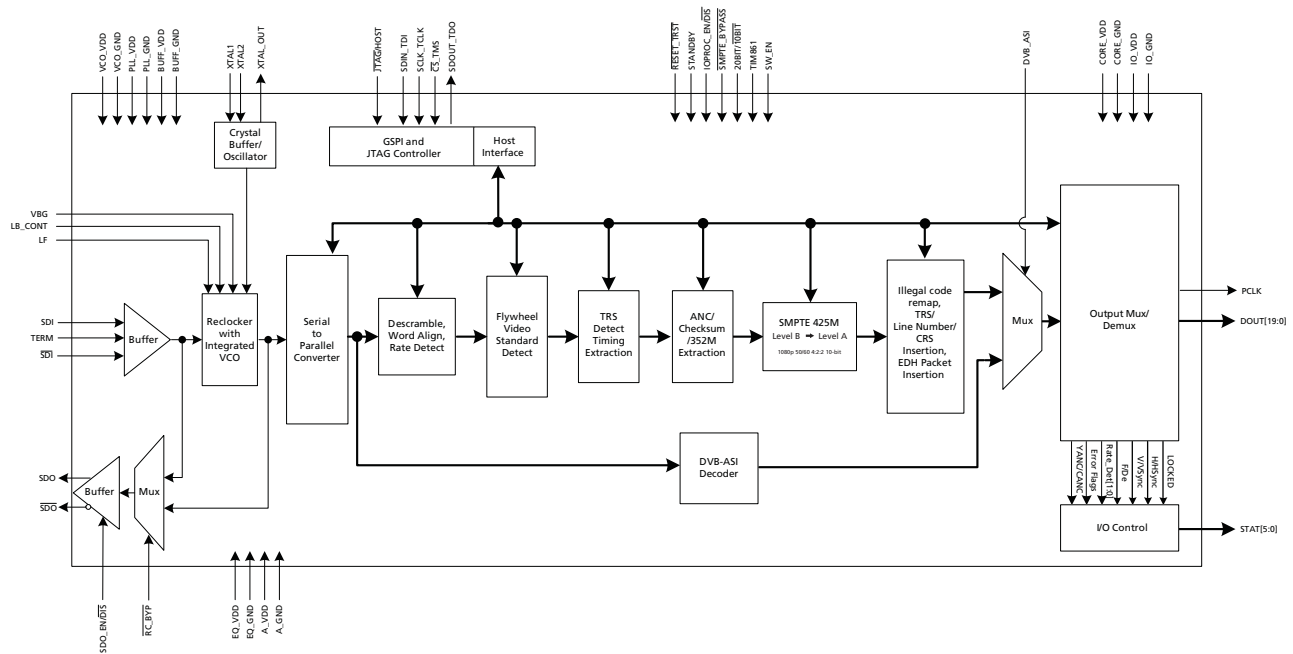 VCO_VDD
VCO_GND
PLL_VDD
PLL_GND
BUFF_VDD
BUFF_GND
XTAL1
XTAL2
XTAL_OUT
JTAG/HOST
SDIN_TDI
SCLK_TCLK
CS_TMS
SDOUT_TDO
RESET_TRST
STANDBY
IOPROC_EN/DIS
SMPTE_BYPASS
20BIT/10BIT
TIM861
SW_EN
DVB_ASI
CORE_VDD
CORE_GND
IO_VDD
IO_GND
Crystal
Buffer/
Oscillator
GSPI and
JTAG Controller
Host
Interface
VBG
LB_CONT
LF
SDI
TERM
SDI
Buffer
Reclocker
with
Integrated
VCO
Serial
to
Parallel
Converter
Descramble,
Word Align,
Rate Detect
Flywheel
Video
Standard
Detect
TRS
Detect
Timing
Extraction
ANC/
Checksum
/352M
Extraction
SMPTE 425M
Level B ➡ Level A
1080p 50/60 4:2:2 10-bit
Illegal code
remap,
TRS/
Line Number/
CRS
Insertion,
EDH Packet
Insertion
Mux
Output Mux/
Demux
PCLK
DOUT[19:0]
DVB-ASI
Decoder
SDO
SDO
Buffer
Mux
YANC/CANC
Error Flags
Rate_Det[1:0]
F/De
V/VSync
H/HSync
LOCKED
I/O Control
STAT[5:0]
SDO_EN/DIS
RC_BYP
EQ_VDD
EQ_GND
A_VDD
A_GND